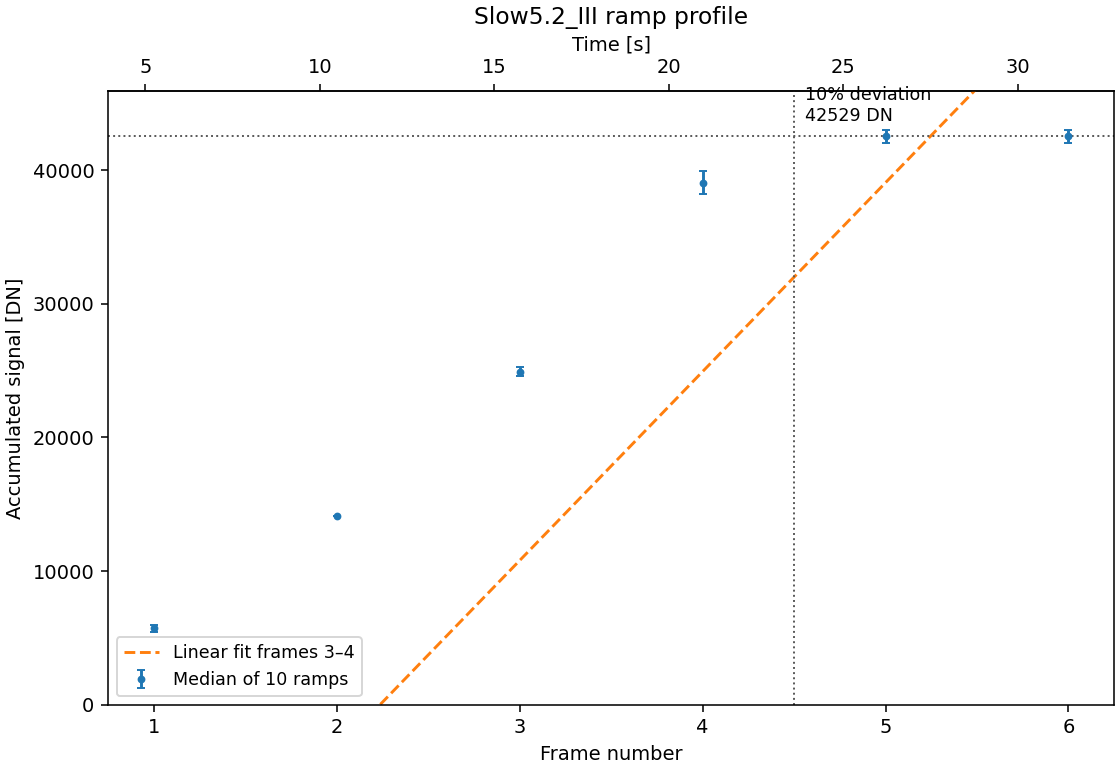 Slow5.2_III ramp profile
Time [s]
5 10 15 20 25 30
10% deviation
42529 DN
Accumulated signal [DN]
40000
30000
20000
10000
0
Linear fit frames 3–4
Median of 10 ramps
1 2 3 4 5 6
Frame number